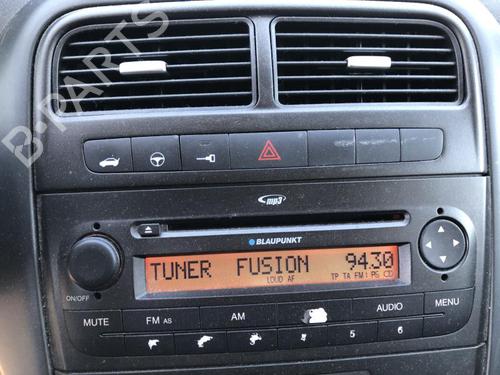 B-PARTS
mp3
BLAUPUNKT
TUNER FUSION 9430
LOUD AF TP TA FM1 PS CD
ON/OFF
MUTE FM AS AM AUDIO MENU
5 6